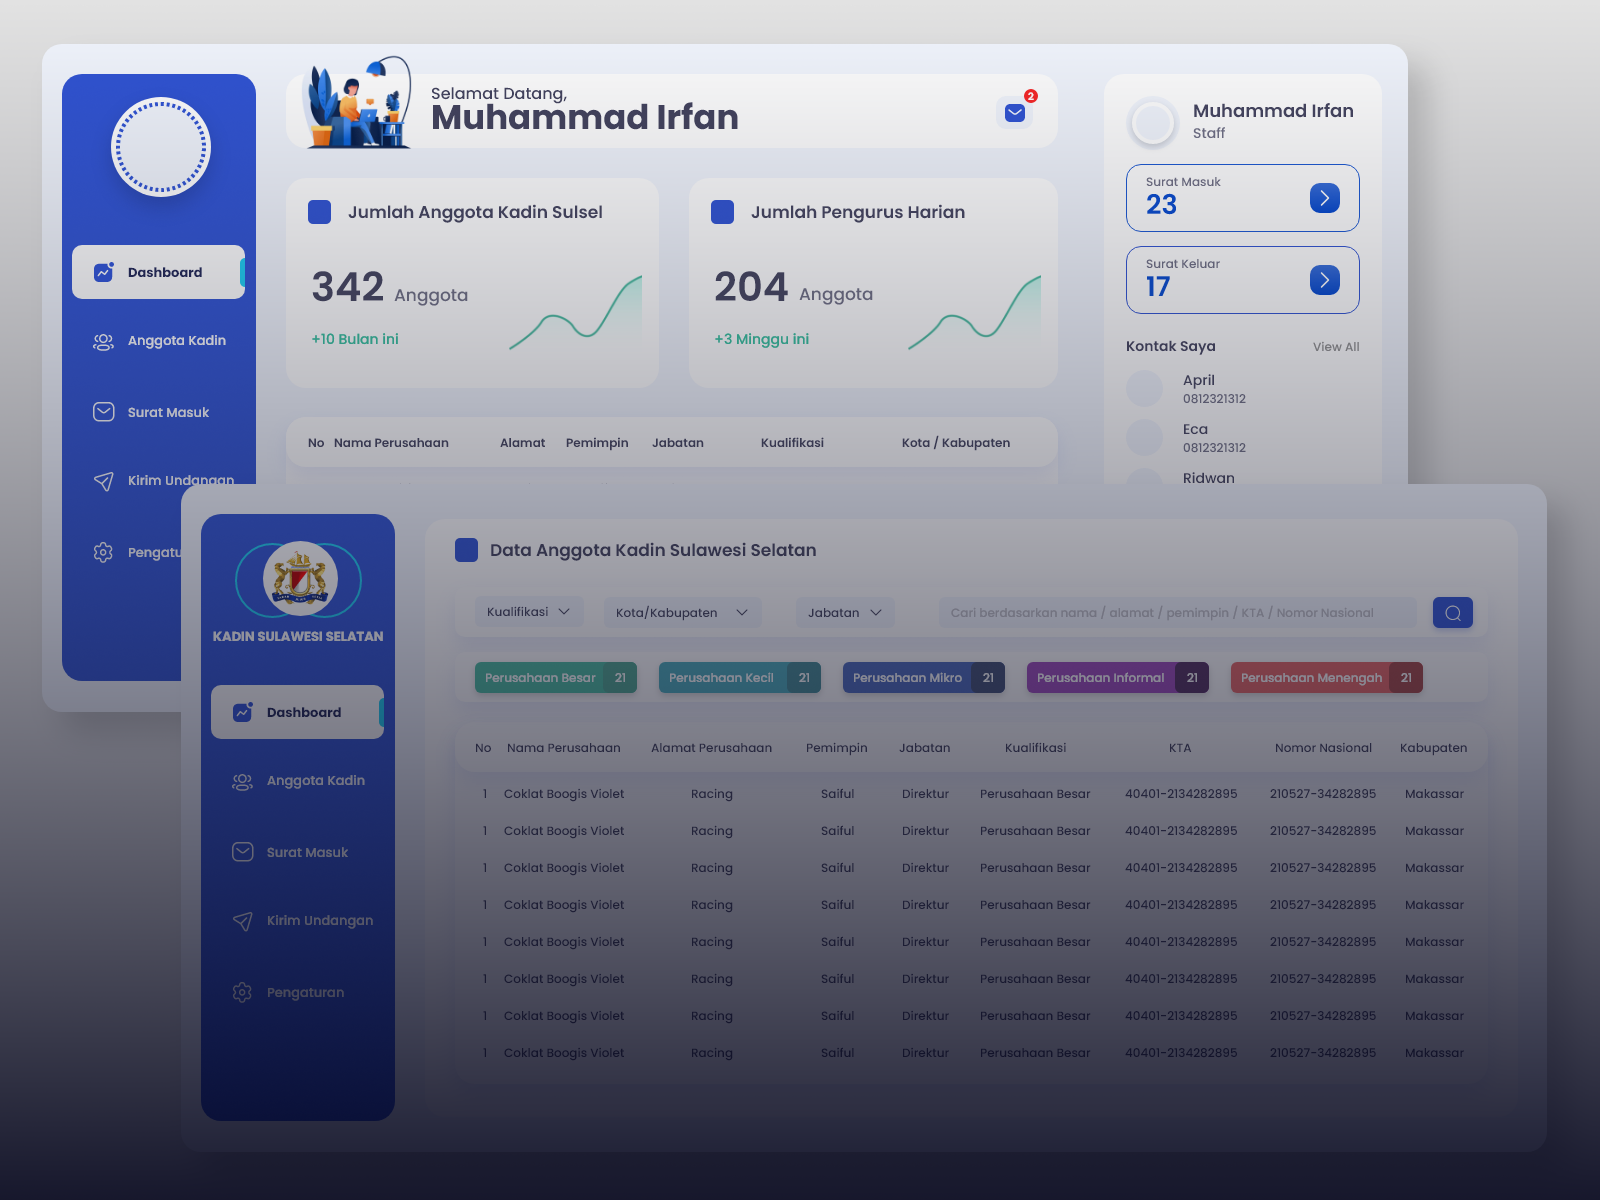 Selamat Datang,
Muhammad Irfan
2
Muhammad Irfan
Staff
Dashboard
Anggota Kadin
Surat Masuk
Kirim Undangan
Pengatu
Jumlah Anggota Kadin Sulsel
342 Anggota
+10 Bulan ini
Jumlah Pengurus Harian
204 Anggota
+3 Minggu ini
Surat Masuk
23
Surat Keluar
17
Kontak Saya View All
April
0812321312
Eca
0812321312
Ridwan
No Nama Perusahaan Alamat Pemimpin Jabatan Kualifikasi Kota / Kabupaten
KADIN SULAWESI SELATAN
Dashboard
Anggota Kadin
Surat Masuk
Kirim Undangan
Pengaturan
Data Anggota Kadin Sulawesi Selatan
Kualifikasi Kota/Kabupaten Jabatan Cari berdasarkan nama / alamat / pemimpin / KTA / Nomor Nasional
Perusahaan Besar 21 Perusahaan Kecil 21 Perusahaan Mikro 21 Perusahaan Informal 21 Perusahaan Menengah 21
No Nama Perusahaan Alamat Perusahaan Pemimpin Jabatan Kualifikasi KTA Nomor Nasional Kabupaten
1 Coklat Boogis Violet Racing Saiful Direktur Perusahaan Besar 40401-2134282895 210527-34282895 Makassar
1 Coklat Boogis Violet Racing Saiful Direktur Perusahaan Besar 40401-2134282895 210527-34282895 Makassar
1 Coklat Boogis Violet Racing Saiful Direktur Perusahaan Besar 40401-2134282895 210527-34282895 Makassar
1 Coklat Boogis Violet Racing Saiful Direktur Perusahaan Besar 40401-2134282895 210527-34282895 Makassar
1 Coklat Boogis Violet Racing Saiful Direktur Perusahaan Besar 40401-2134282895 210527-34282895 Makassar
1 Coklat Boogis Violet Racing Saiful Direktur Perusahaan Besar 40401-2134282895 210527-34282895 Makassar
1 Coklat Boogis Violet Racing Saiful Direktur Perusahaan Besar 40401-2134282895 210527-34282895 Makassar
1 Coklat Boogis Violet Racing Saiful Direktur Perusahaan Besar 40401-2134282895 210527-34282895 Makassar